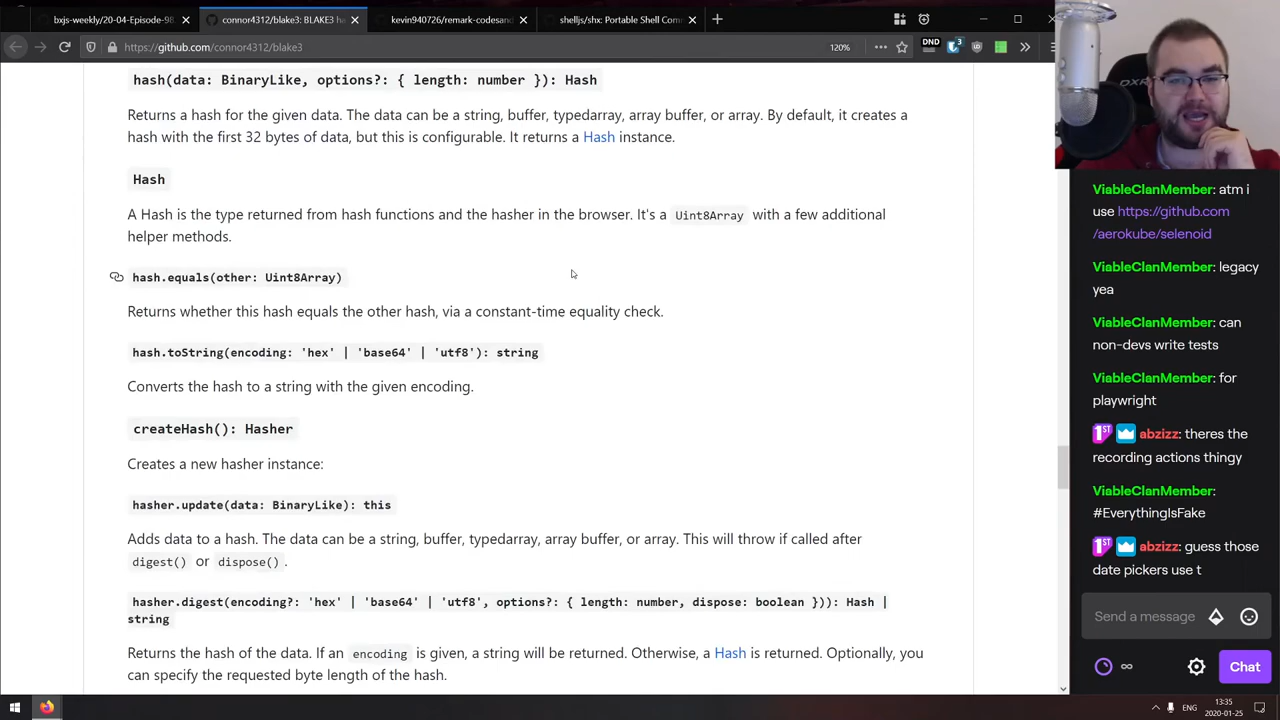 bxjs-weekly/20-04-Episode-98
connor4312/blake3: BLAKE3 ha
kevin940726/remark-codesand
shelljs/shx: Portable Shell Com
https://github.com/connor4312/blake3
120%
DND
3
hash(data: BinaryLike, options?: { length: number }): Hash
Returns a hash for the given data. The data can be a string, buffer, typedarray, array buffer, or array. By default, it creates a
hash with the first 32 bytes of data, but this is configurable. It returns a Hash instance.
Hash
A Hash is the type returned from hash functions and the hasher in the browser. It's a Uint8Array with a few additional
helper methods.
hash.equals(other: Uint8Array)
Returns whether this hash equals the other hash, via a constant-time equality check.
hash.toString(encoding: 'hex' | 'base64' | 'utf8'): string
Converts the hash to a string with the given encoding.
createHash(): Hasher
Creates a new hasher instance:
hasher.update(data: BinaryLike): this
Adds data to a hash. The data can be a string, buffer, typedarray, array buffer, or array. This will throw if called after
digest() or dispose().
hasher.digest(encoding?: 'hex' | 'base64' | 'utf8', options?: { length: number, dispose: boolean })): Hash |
string
Returns the hash of the data. If an encoding is given, a string will be returned. Otherwise, a Hash is returned. Optionally, you
can specify the requested byte length of the hash.
ViableClanMember: atm i
use https://github.com
/aerokube/selenoid
ViableClanMember: legacy
yea
ViableClanMember: can
non-devs write tests
ViableClanMember: for
playwright
1ST abzizz: theres the
recording actions thingy
ViableClanMember:
#EverythingIsFake
1ST abzizz: guess those
date pickers use t
Send a message
∞
Chat
ENG
13:35
2020-01-25